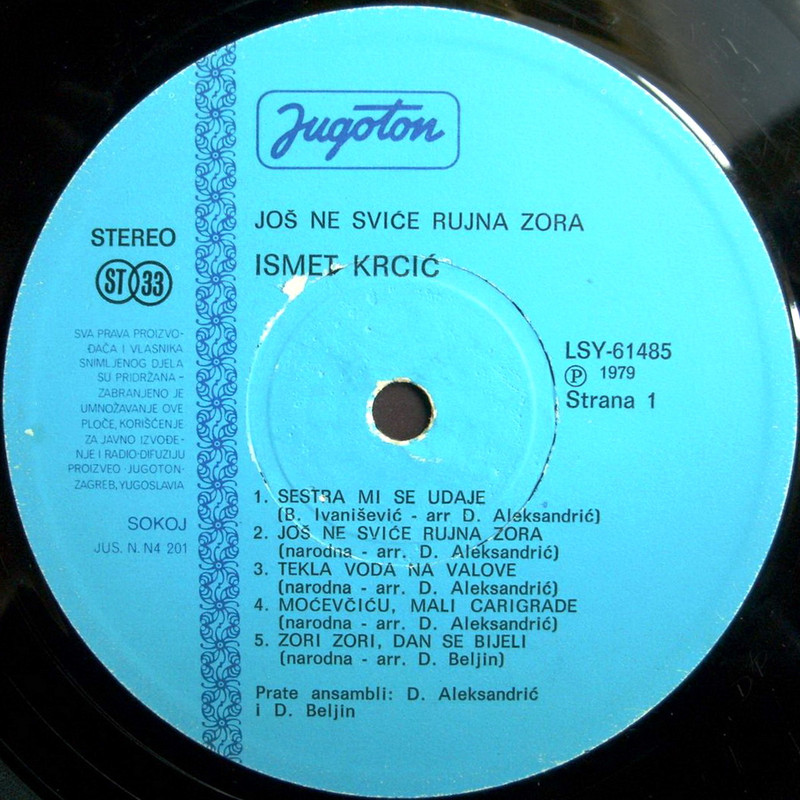 Jugoton
JOŠ NE SVIĆE RUJNA ZORA
ISMET KRCIĆ
STEREO
ST 33
SVA PRAVA PROIZVO-
ĐAČA I VLASNIKA
SNIMLJENOG DJELA
SU PRIDRŽANA -
ZABRANJENO JE
UMNOŽAVANJE OVE
PLOČE, KORIŠĆENJE
ZA JAVNO IZVOĐE-
NJE I RADIO-DIFUZIJU
PROIZVEO - JUGOTON-
ZAGREB, YUGOSLAVIA
SOKOJ
JUS. N. N4 201
LSY-61485
Ⓟ 1979
Strana 1
1. SESTRA MI SE UDAJE
(B. Ivanišević - arr D. Aleksandrić)
2. JOŠ NE SVIĆE RUJNA ZORA
(narodna - arr. D. Aleksandrić)
3. TEKLA VODA NA VALOVE
(narodna - arr. D. Aleksandrić)
4. MOĆEVČIĆU, MALI CARIGRADE
(narodna - arr. D. Aleksandrić)
5. ZORI ZORI, DAN SE BIJELI
(narodna - arr. D. Beljin)
Prate ansambli: D. Aleksandrić
i D. Beljin